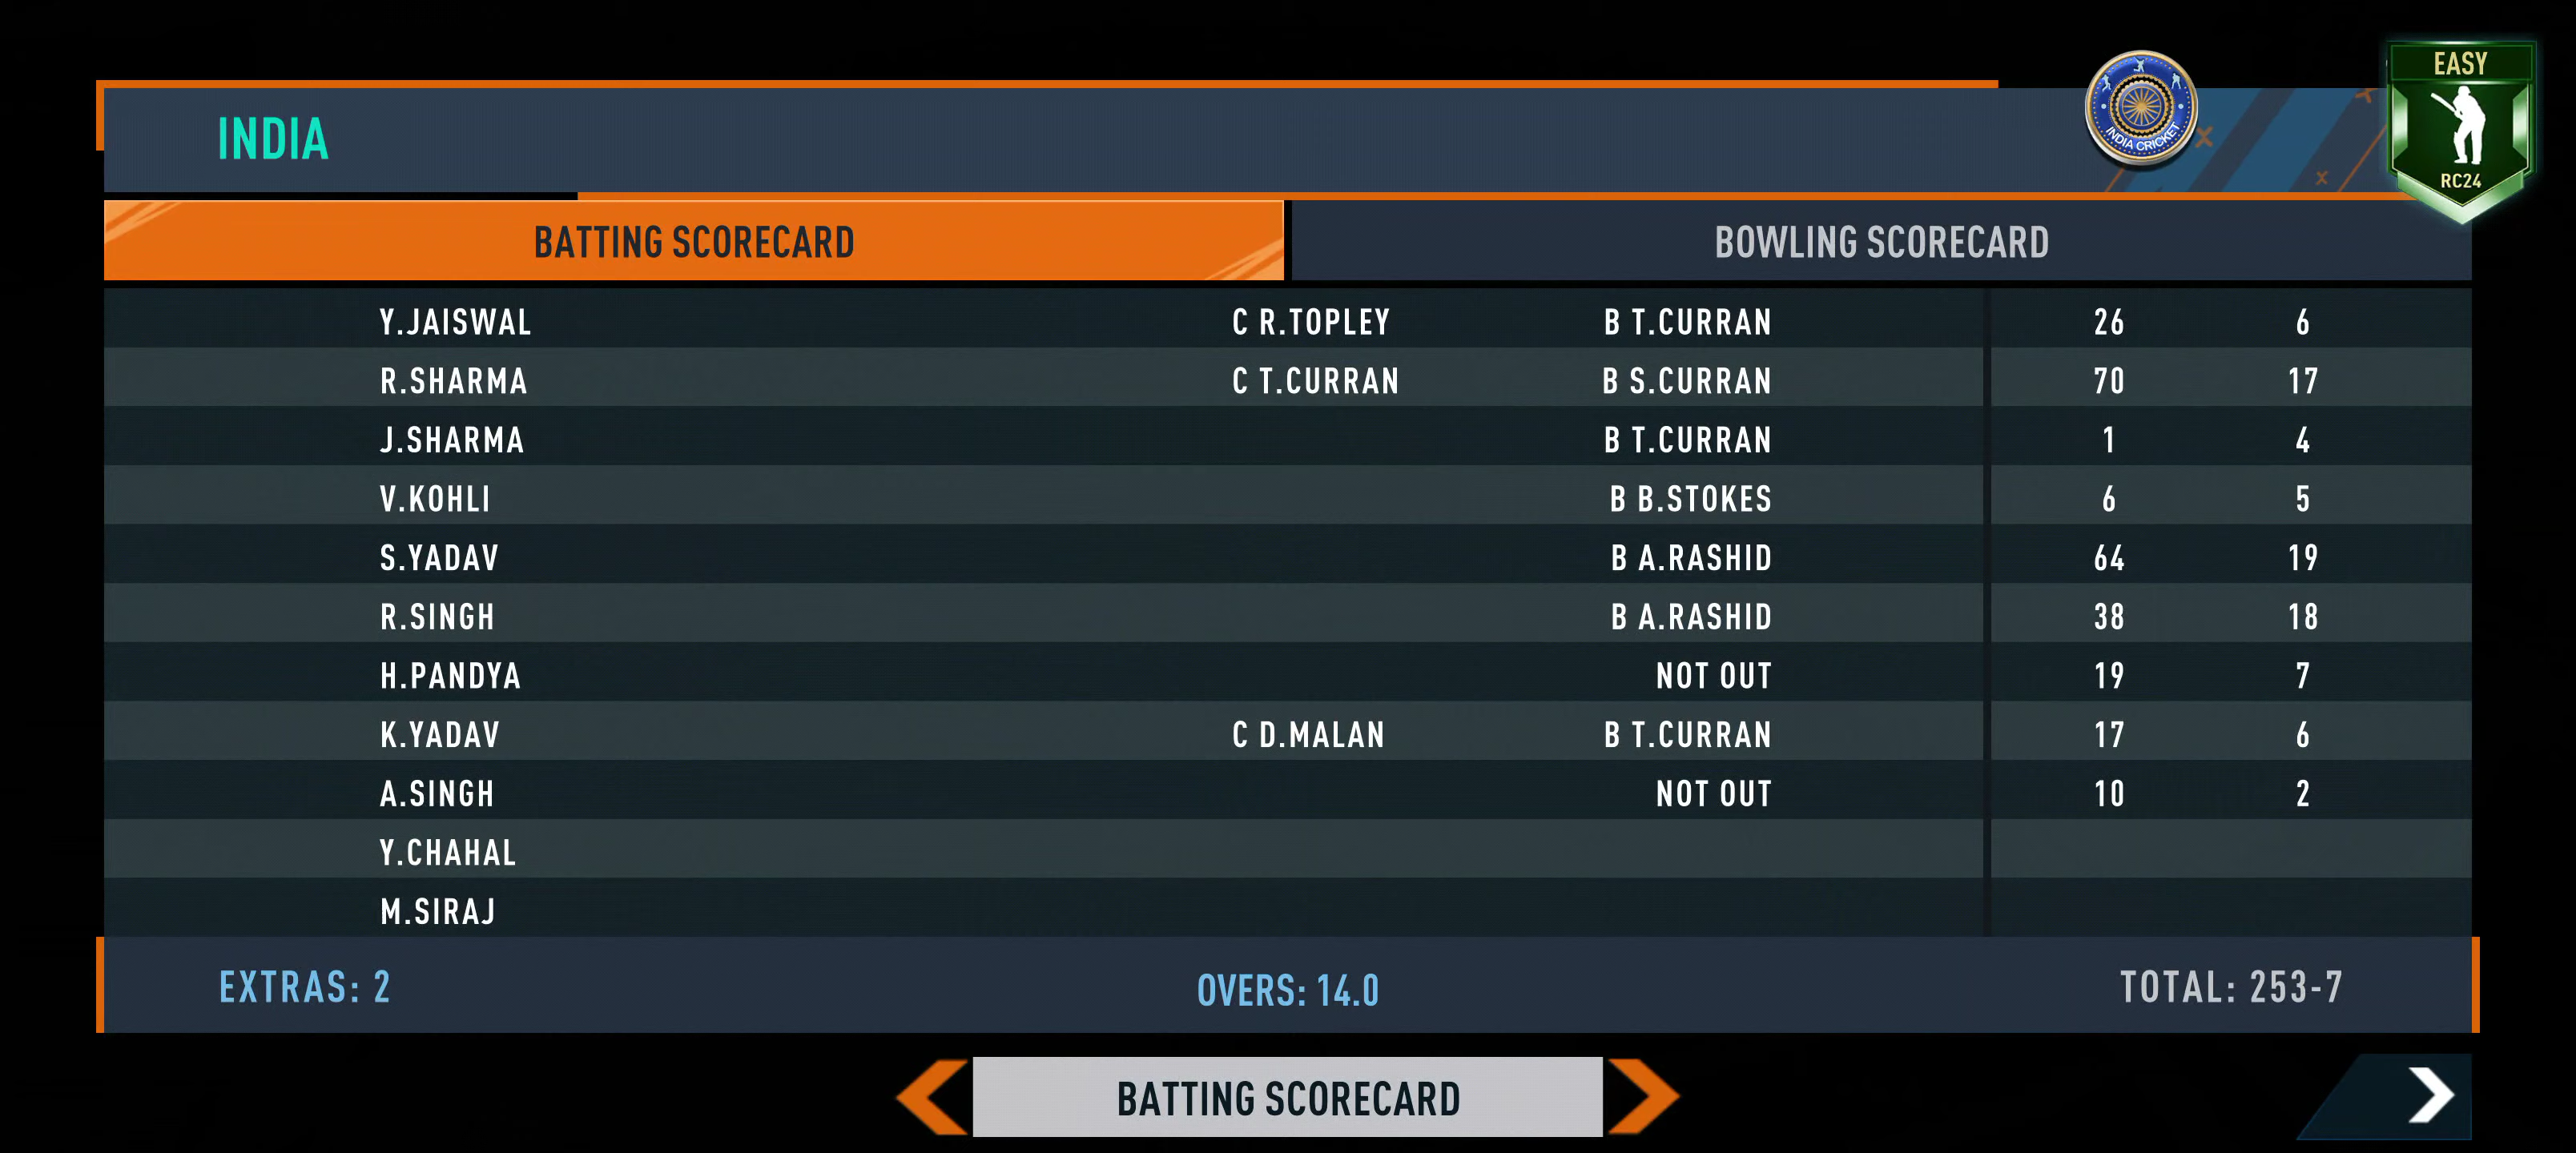 EASY
RC24
INDIA
INDIA CRICKET
BATTING SCORECARD BOWLING SCORECARD
Y.JAISWAL C R.TOPLEY B T.CURRAN 26 6
R.SHARMA C T.CURRAN B S.CURRAN 70 17
J.SHARMA B T.CURRAN 1 4
V.KOHLI B B.STOKES 6 5
S.YADAV B A.RASHID 64 19
R.SINGH B A.RASHID 38 18
H.PANDYA NOT OUT 19 7
K.YADAV C D.MALAN B T.CURRAN 17 6
A.SINGH NOT OUT 10 2
Y.CHAHAL
M.SIRAJ
EXTRAS: 2 OVERS: 14.0 TOTAL: 253-7
BATTING SCORECARD